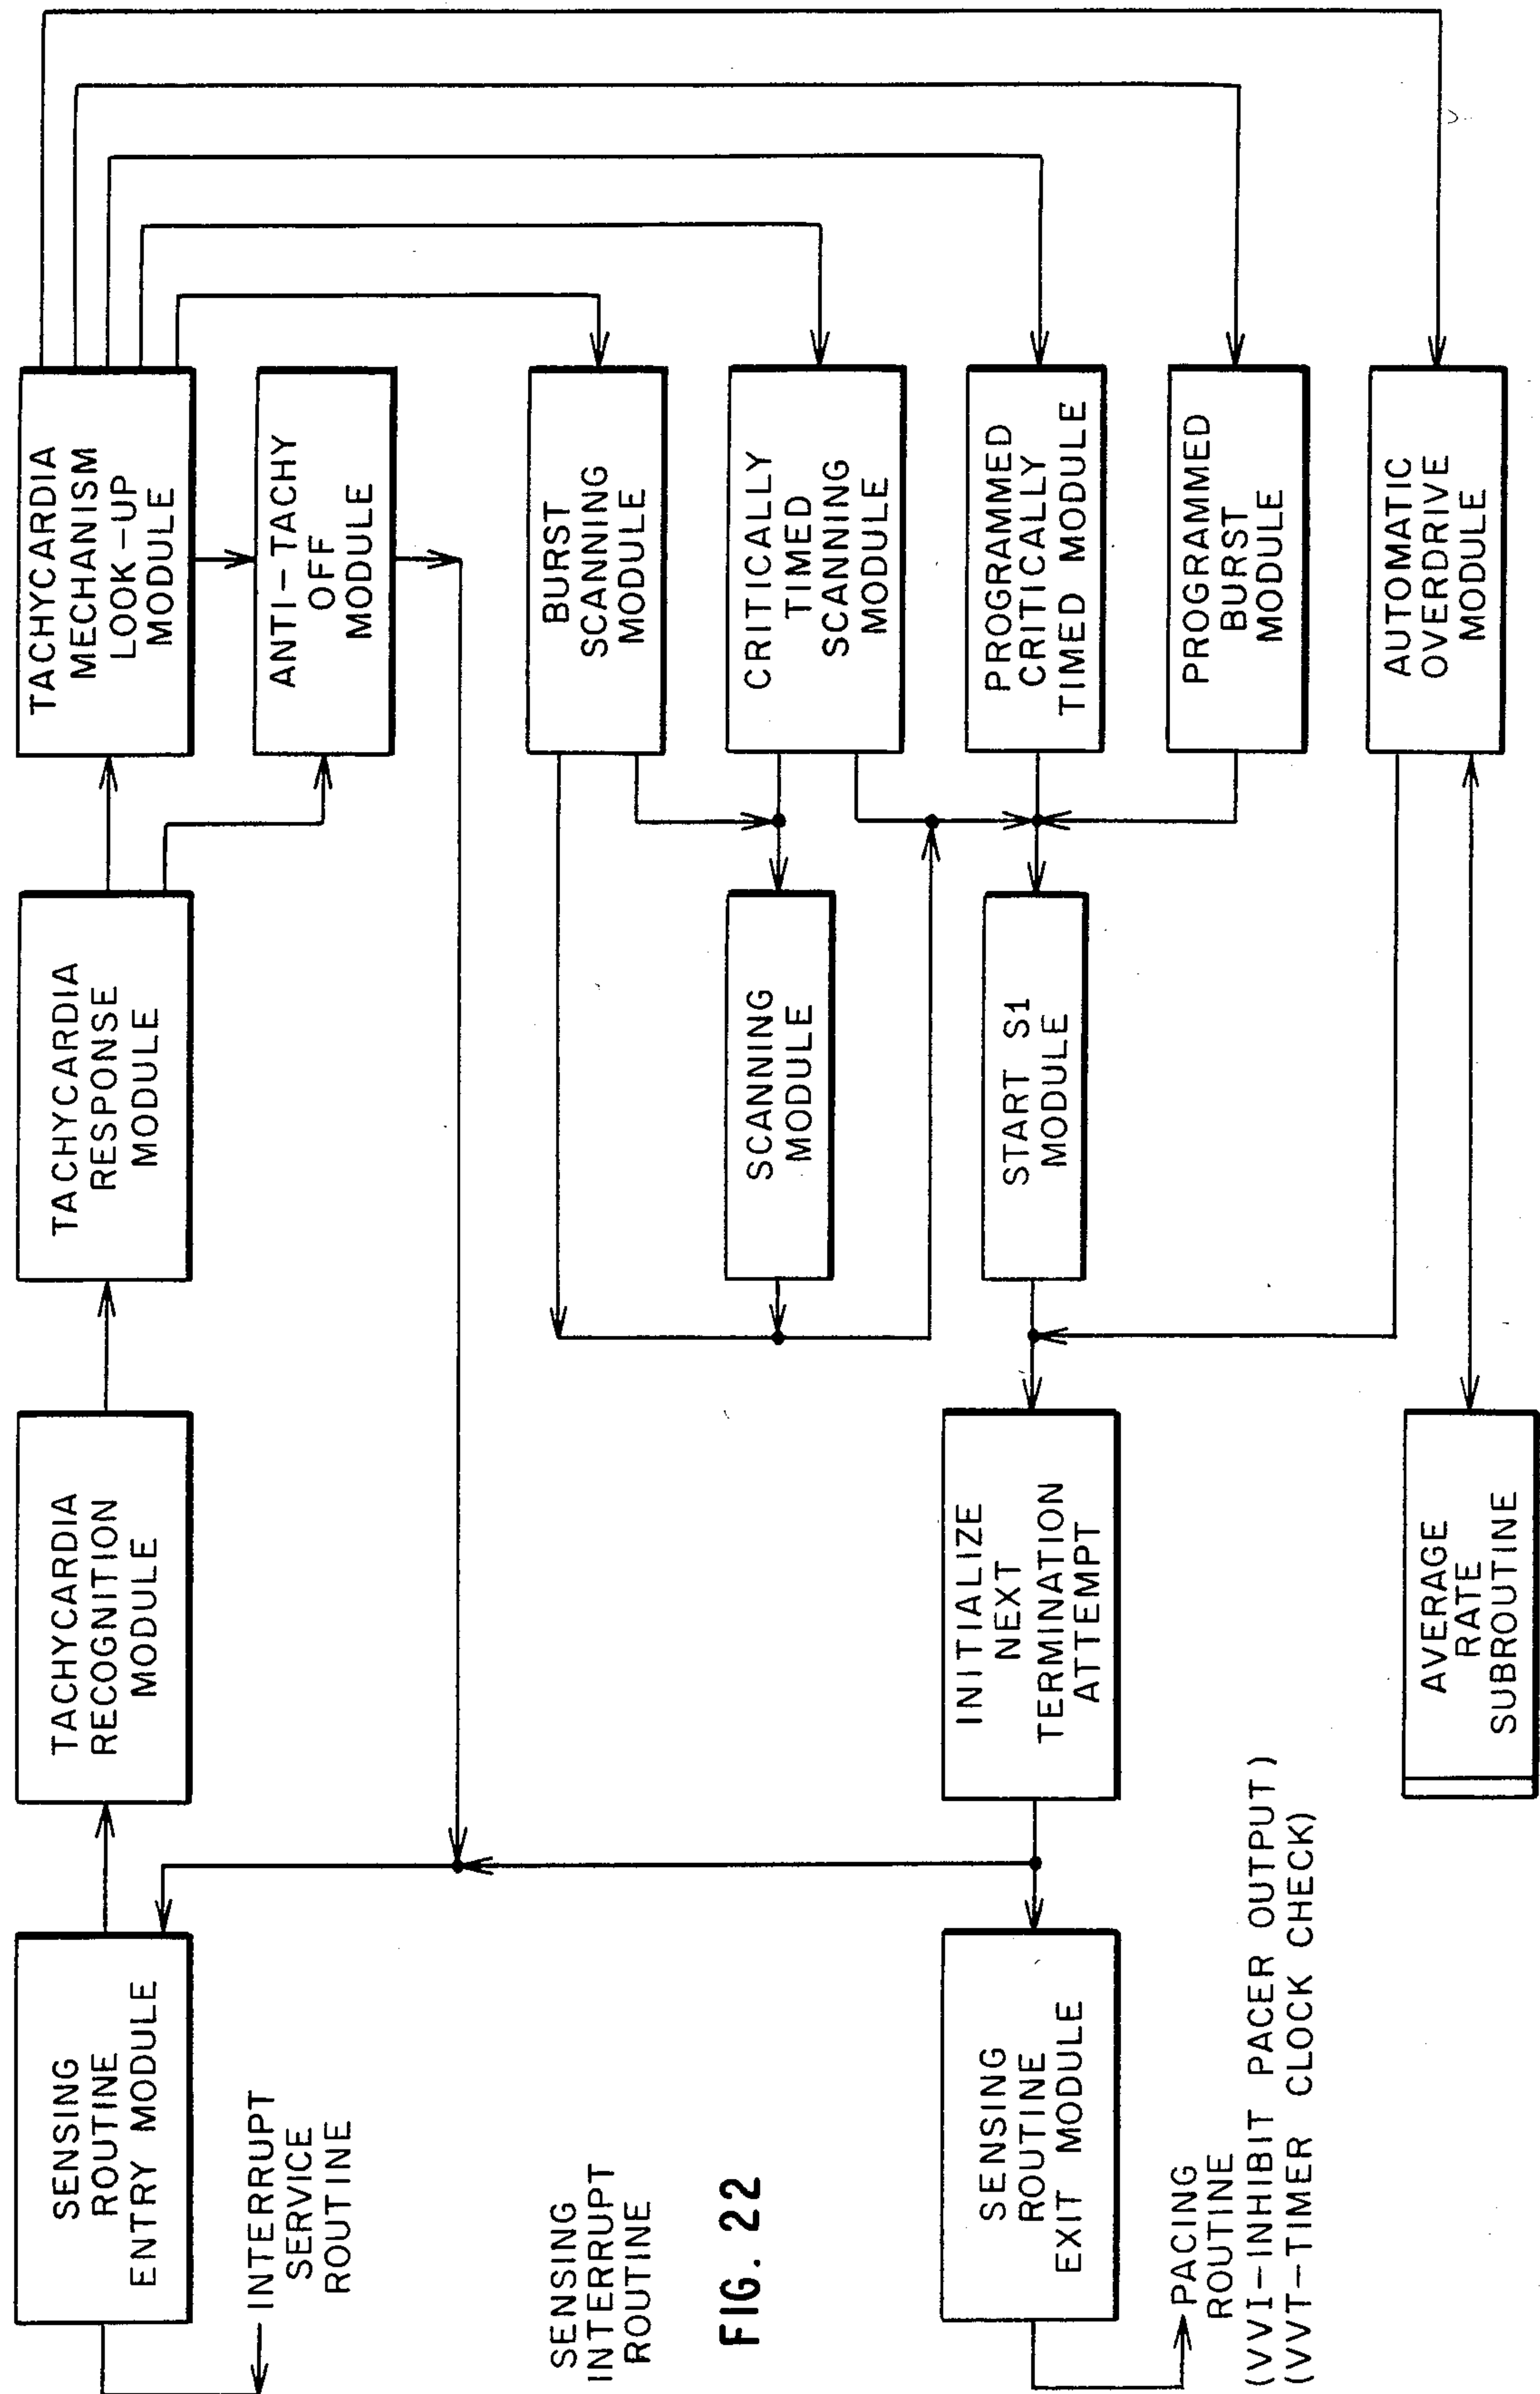 SENSING
ROUTINE
ENTRY MODULE
INTERRUPT
SERVICE
ROUTINE
TACHYCARDIA
RECOGNITION
MODULE
TACHYCARDIA
RESPONSE
MODULE
TACHYCARDIA
MECHANISM
LOOK-UP
MODULE
ANTI-TACHY
OFF
MODULE
BURST
SCANNING
MODULE
CRITICALLY
TIMED
SCANNING
MODULE
SCANNING
MODULE
PROGRAMMED
CRITICALLY
TIMED MODULE
START S1
MODULE
PROGRAMMED
BURST
MODULE
AUTOMATIC
OVERDRIVE
MODULE
INITIALIZE
NEXT
TERMINATION
ATTEMPT
AVERAGE
RATE
SUBROUTINE
SENSING
ROUTINE
EXIT MODULE
PACING
ROUTINE
(VVI-INHIBIT PACER OUTPUT)
(VVT-TIMER CLOCK CHECK)
SENSING
INTERRUPT
ROUTINE
FIG. 22